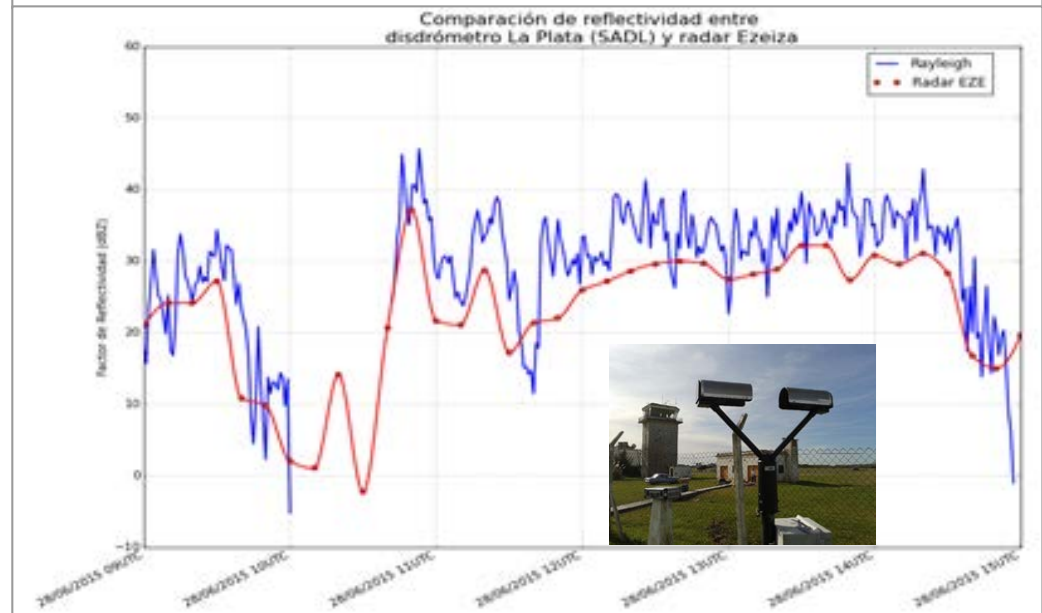 Comparación de reflectividad entre
disdrómetro La Plata (SADL) y radar Ezeiza
60
50
40
30
20
10
0
−10
Factor de Reflectividad (dBZ)
Rayleigh
Radar EZE
28/06/2015 09UTC
28/06/2015 10UTC
28/06/2015 11UTC
28/06/2015 12UTC
28/06/2015 13UTC
28/06/2015 14UTC
28/06/2015 15UTC